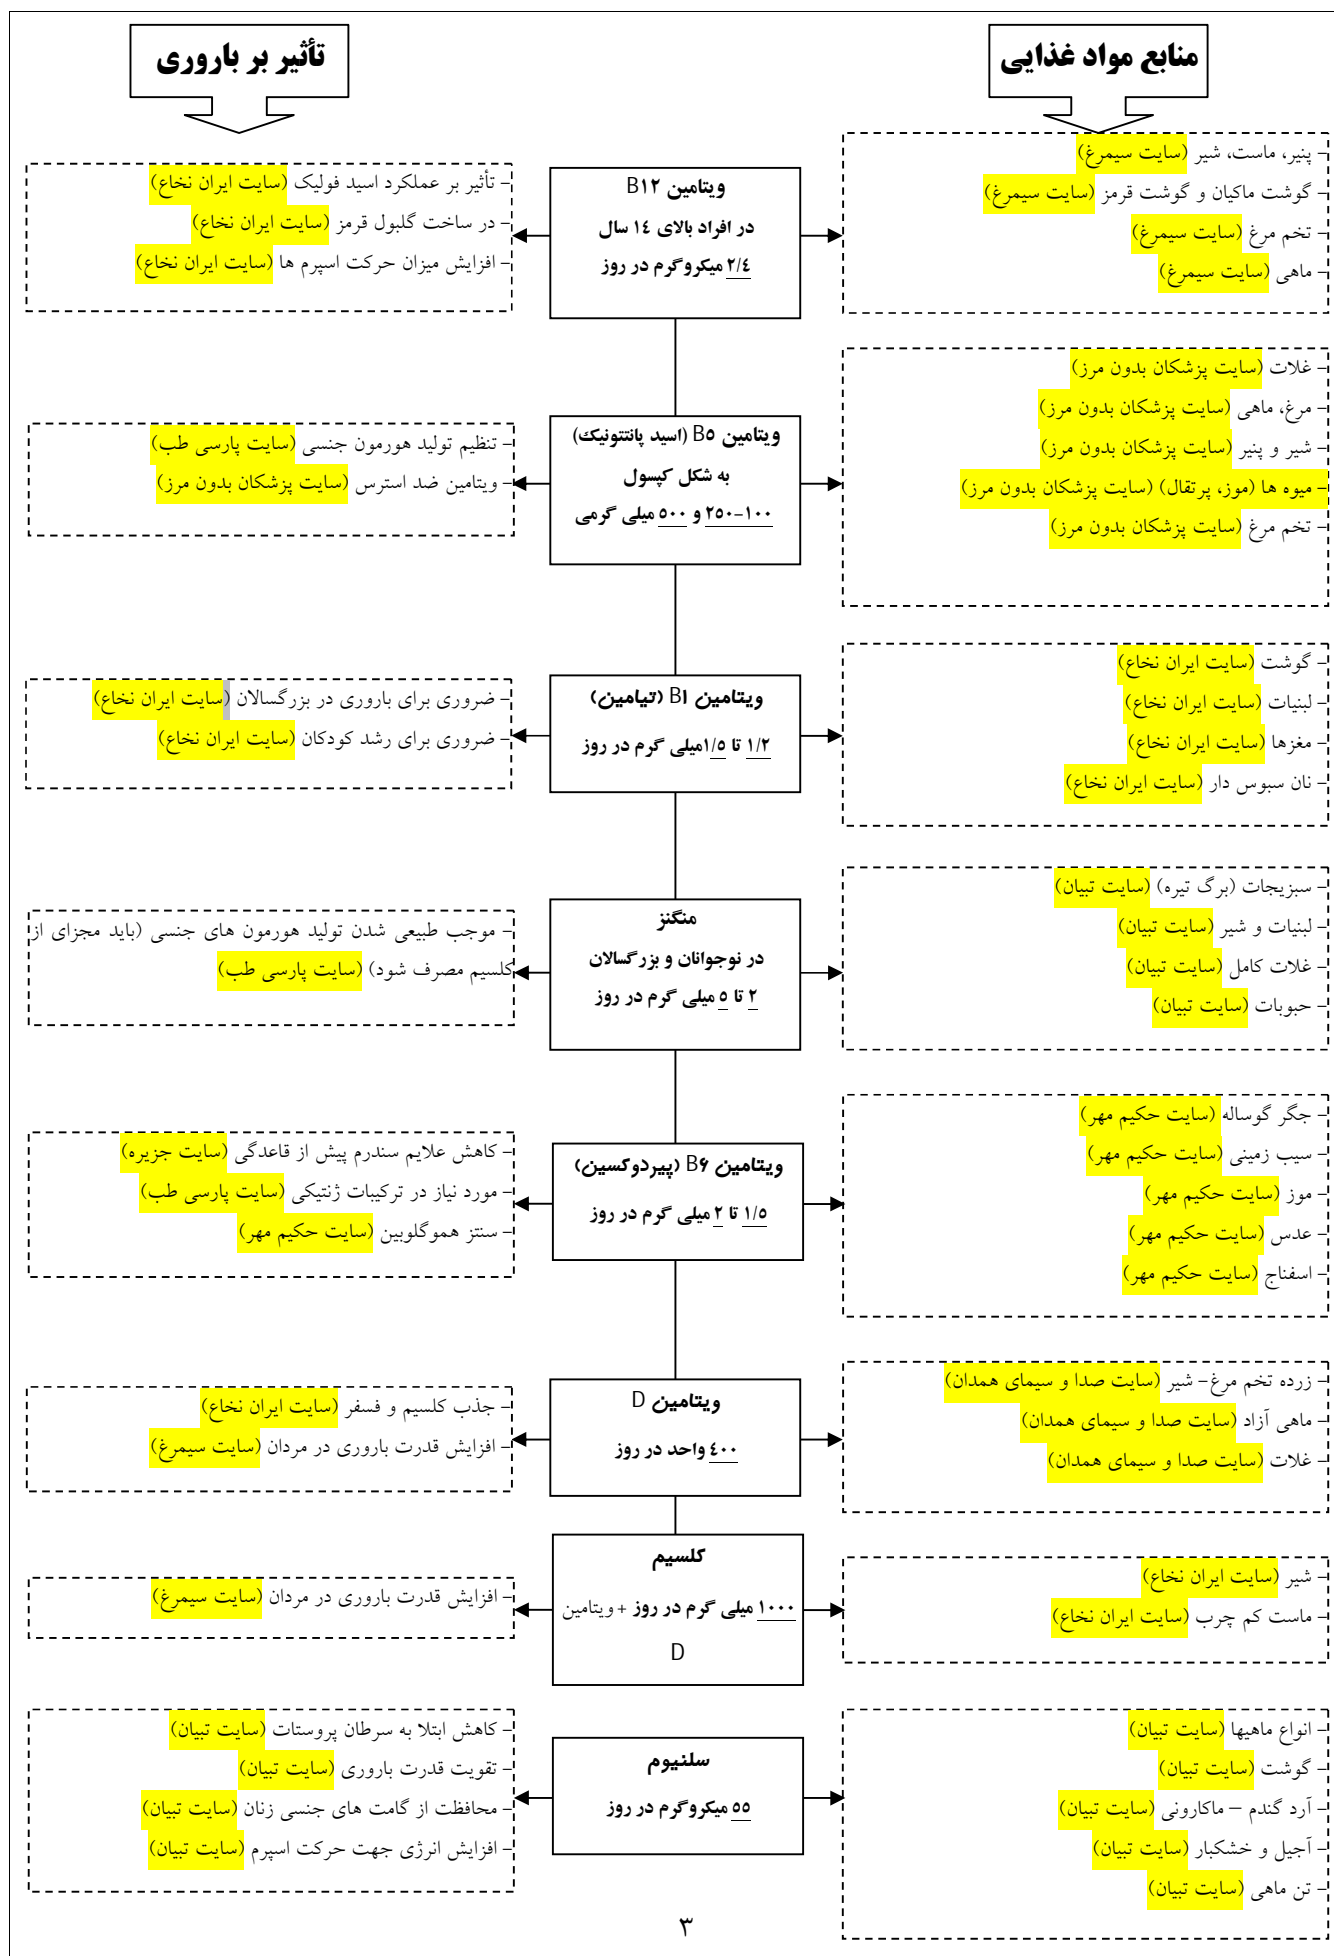 منابع مواد غذایی
تأثیر بر باروری
- پنیر، ماست، شیر (سایت سیمرغ)
- گوشت ماکیان و گوشت قرمز (سایت سیمرغ)
- تخم مرغ (سایت سیمرغ)
- ماهی (سایت سیمرغ)
ویتامین B۱۲
در افراد بالای ۱٤ سال
۲/٤ میکروگرم در روز
- تأثیر بر عملکرد اسید فولیک (سایت ایران نخاع)
- در ساخت گلبول قرمز (سایت ایران نخاع)
- افزایش میزان حرکت اسپرم ها (سایت ایران نخاع)
- غلات (سایت پزشکان بدون مرز)
- مرغ، ماهی (سایت پزشکان بدون مرز)
- شیر و پنیر (سایت پزشکان بدون مرز)
- میوه ها (موز، پرتقال) (سایت پزشکان بدون مرز)
- تخم مرغ (سایت پزشکان بدون مرز)
ویتامین B٥ (اسید پانتتونیک)
به شکل کپسول
۱۰۰-۲٥۰ و ٥۰۰ میلی گرمی
- تنظیم تولید هورمون جنسی (سایت پارسی طب)
- ویتامین ضد استرس (سایت پزشکان بدون مرز)
- گوشت (سایت ایران نخاع)
- لبنیات (سایت ایران نخاع)
- مغزها (سایت ایران نخاع)
- نان سبوس دار (سایت ایران نخاع)
ویتامین B۱ (تیامین)
۱/۲ تا ۱/٥میلی گرم در روز
- ضروری برای باروری در بزرگسالان (سایت ایران نخاع)
- ضروری برای رشد کودکان (سایت ایران نخاع)
- سبزیجات (برگ تیره) (سایت تبیان)
- لبنیات و شیر (سایت تبیان)
- غلات کامل (سایت تبیان)
- حبوبات (سایت تبیان)
منگنز
در نوجوانان و بزرگسالان
۲ تا ٥ میلی گرم در روز
- موجب طبیعی شدن تولید هورمون های جنسی (باید مجزای از
کلسیم مصرف شود) (سایت پارسی طب)
- جگر گوساله (سایت حکیم مهر)
- سیب زمینی (سایت حکیم مهر)
- موز (سایت حکیم مهر)
- عدس (سایت حکیم مهر)
- اسفناج (سایت حکیم مهر)
ویتامین B۶ (پیردوکسین)
۱/٥ تا ۲ میلی گرم در روز
- کاهش علایم سندرم پیش از قاعدگی (سایت جزیره)
- مورد نیاز در ترکیبات ژنتیکی (سایت پارسی طب)
- سنتز هموگلوبین (سایت حکیم مهر)
- زرده تخم مرغ- شیر (سایت صدا و سیمای همدان)
- ماهی آزاد (سایت صدا و سیمای همدان)
- غلات (سایت صدا و سیمای همدان)
ویتامین D
٤۰۰ واحد در روز
- جذب کلسیم و فسفر (سایت ایران نخاع)
- افزایش قدرت باروری در مردان (سایت سیمرغ)
- شیر (سایت ایران نخاع)
- ماست کم چرب (سایت ایران نخاع)
کلسیم
۱۰۰۰ میلی گرم در روز + ویتامین
D
- افزایش قدرت باروری در مردان (سایت سیمرغ)
- انواع ماهیها (سایت تبیان)
- گوشت (سایت تبیان)
- آرد گندم – ماکارونی (سایت تبیان)
- آجیل و خشکبار (سایت تبیان)
- تن ماهی (سایت تبیان)
سلنیوم
٥٥ میکروگرم در روز
- کاهش ابتلا به سرطان پروستات (سایت تبیان)
- تقویت قدرت باروری (سایت تبیان)
- محافظت از گامت های جنسی زنان (سایت تبیان)
- افزایش انرژی جهت حرکت اسپرم (سایت تبیان)
۳